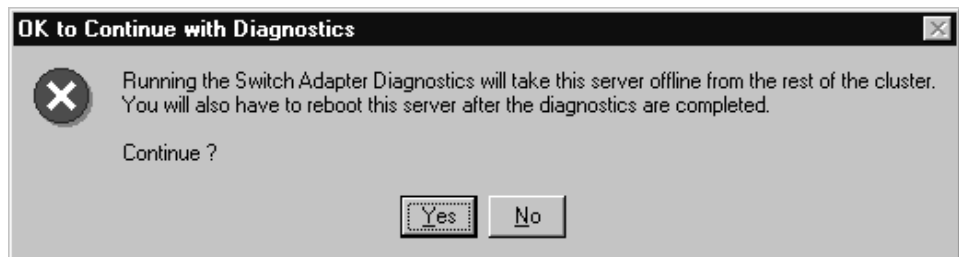 OK to Continue with Diagnostics
Running the Switch Adapter Diagnostics will take this server offline from the rest of the cluster.
You will also have to reboot this server after the diagnostics are completed.
Continue ?
Yes No